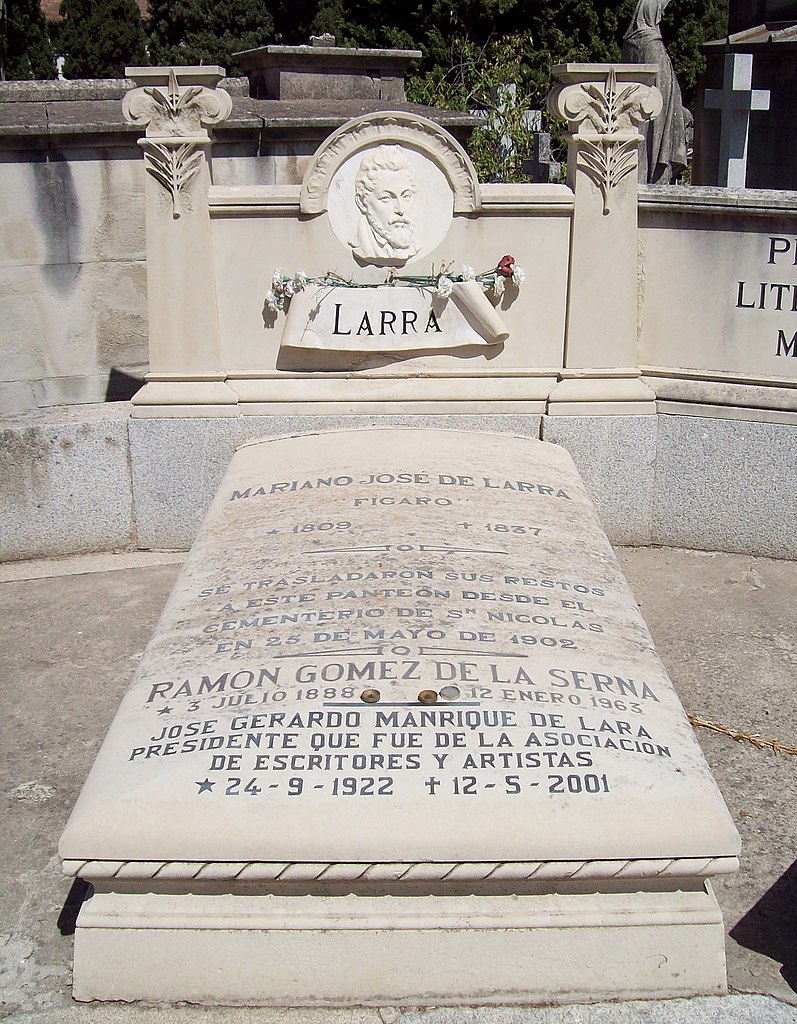 LARRA
P
LIT
M
MARIANO JOSÉ DE LARRA
"FIGARO"
★ 1809 ✝ 1837
SE TRASLADARON SUS RESTOS
A ESTE PANTEÓN DESDE EL
CEMENTERIO DE SN NICOLAS
EN 25 DE MAYO DE 1902.
RAMON GOMEZ DE LA SERNA
★ 3 JULIO 1888 12 ENERO 1963
JOSE GERARDO MANRIQUE DE LARA
PRESIDENTE QUE FUE DE LA ASOCIACION
DE ESCRITORES Y ARTISTAS
★ 24-9-1922 ✝ 12-5-2001